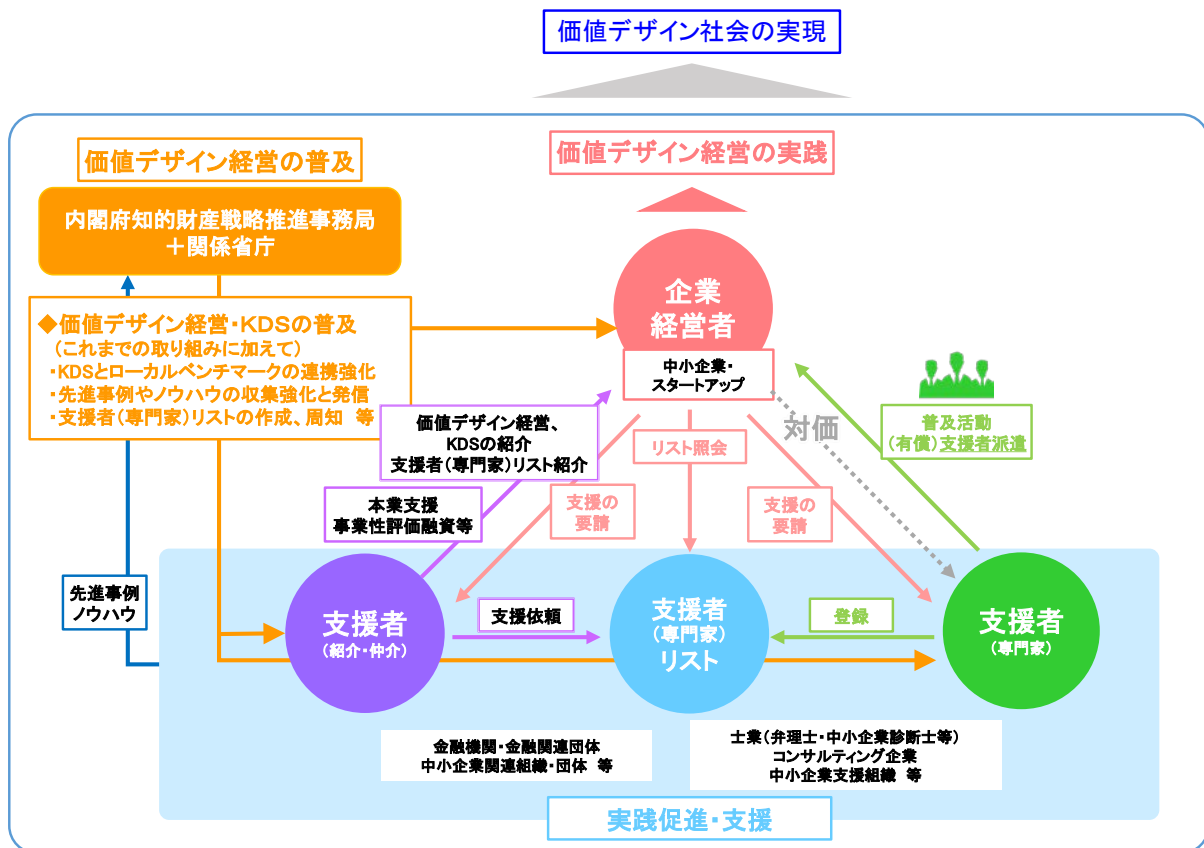 価値デザイン社会の実現
価値デザイン経営の普及
価値デザイン経営の実践
内閣府知的財産戦略推進事務局
＋関係省庁
◆価値デザイン経営・KDSの普及
（これまでの取り組みに加えて）
・KDSとローカルベンチマークの連携強化
・先進事例やノウハウの収集強化と発信
・支援者（専門家）リストの作成、周知 等
企業
経営者
中小企業・
スタートアップ
価値デザイン経営、
KDSの紹介
支援者（専門家）リスト紹介
リスト照会
対価
普及活動
（有償）支援者派遣
本業支援
事業性評価融資等
支援の
要請
支援の
要請
先進事例
ノウハウ
支援者
（紹介・仲介）
支援依頼
支援者
（専門家）
リスト
登録
支援者
（専門家）
金融機関・金融関連団体
中小企業関連組織・団体 等
士業（弁理士・中小企業診断士等）
コンサルティング企業
中小企業支援組織 等
実践促進・支援